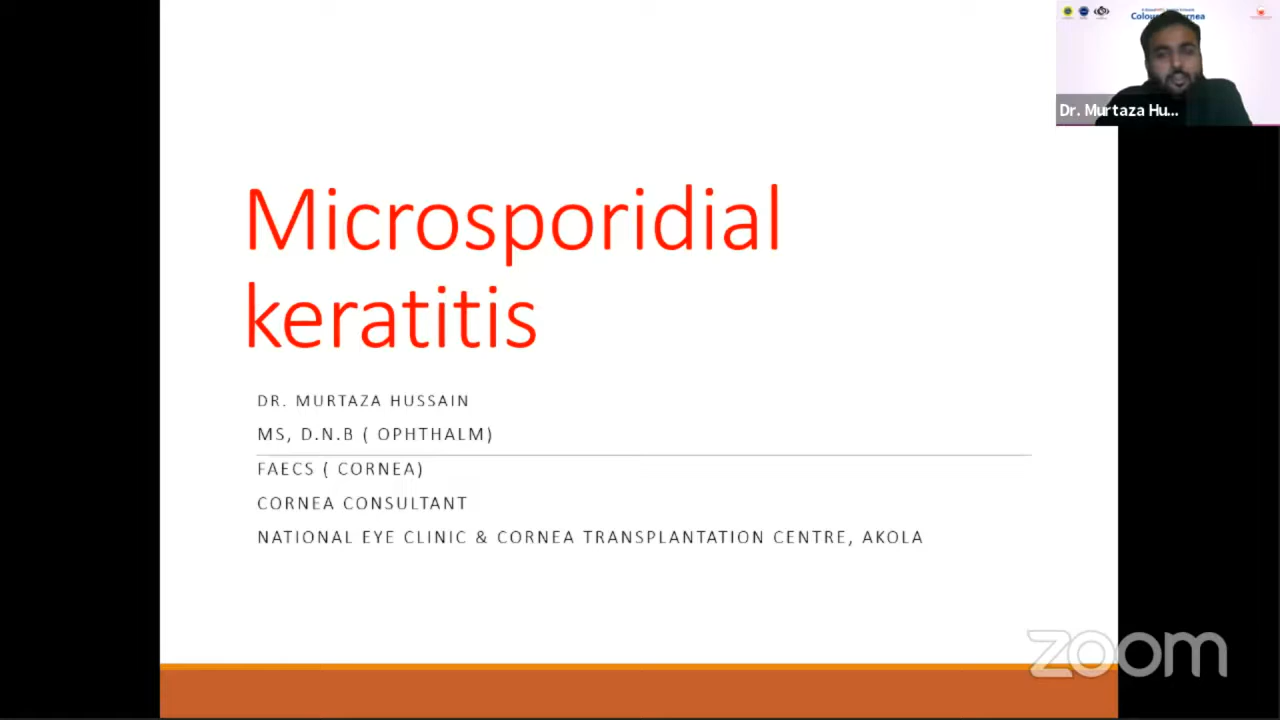 Microsporidial
keratitis
DR. MURTAZA HUSSAIN
MS, D.N.B ( OPHTHALM)
FAECS ( CORNEA)
CORNEA CONSULTANT
NATIONAL EYE CLINIC & CORNEA TRANSPLANTATION CENTRE, AKOLA
Dr. Murtaza Hu...
zoom